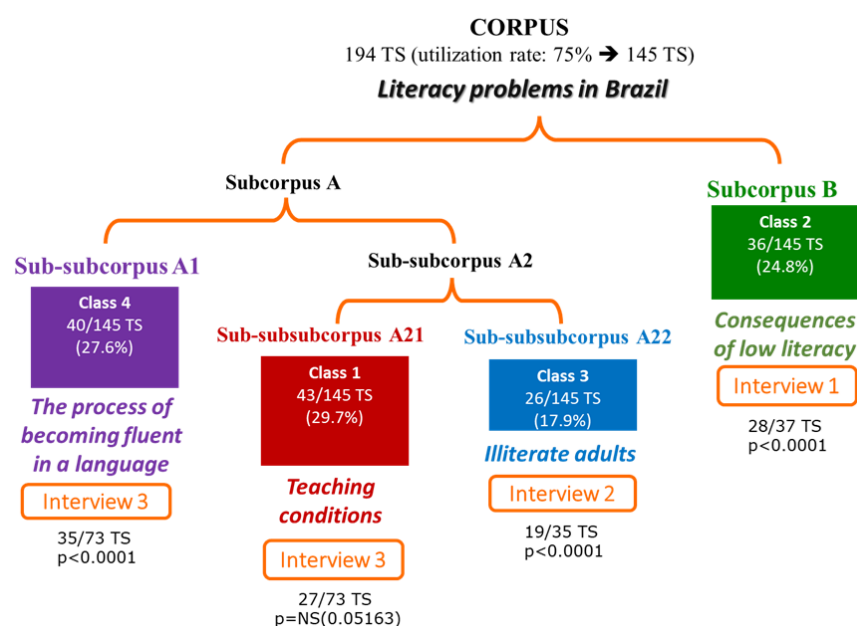 CORPUS
194 TS (utilization rate: 75% ➔ 145 TS)
Literacy problems in Brazil
Subcorpus A
Subcorpus B
Class 2
36/145 TS
(24.8%)
Consequences
of low literacy
Interview 1
28/37 TS
p<0.0001
Sub-subcorpus A1
Class 4
40/145 TS
(27.6%)
The process of
becoming fluent
in a language
Interview 3
35/73 TS
p<0.0001
Sub-subcorpus A2
Sub-subsubcorpus A21
Class 1
43/145 TS
(29.7%)
Teaching
conditions
Interview 3
27/73 TS
p=NS(0.05163)
Sub-subsubcorpus A22
Class 3
26/145 TS
(17.9%)
Illiterate adults
Interview 2
19/35 TS
p<0.0001